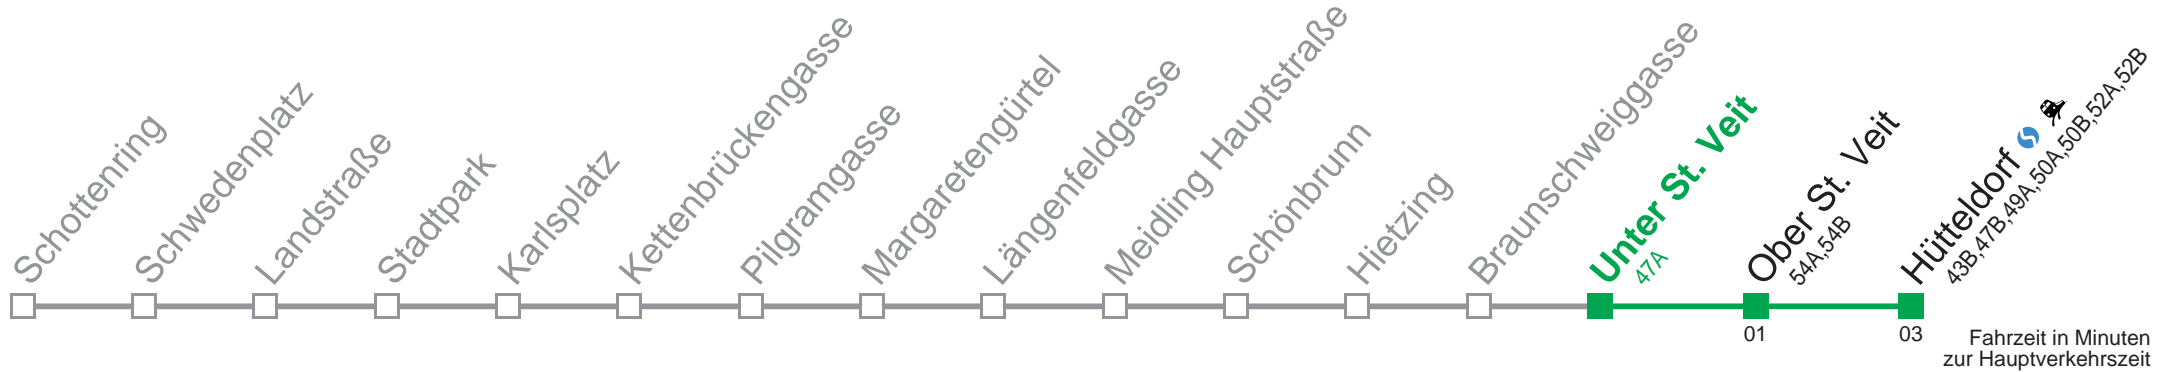 Schottenring
Schwedenplatz
Landstraße
Stadtpark
Karlsplatz
Kettenbrückengasse
Pilgramgasse
Margaretengürtel
Längenfeldgasse
Meidling Hauptstraße
Schönbrunn
Hietzing
Braunschweiggasse
Unter St. Veit
47A
Ober St. Veit
54A,54B
Hütteldorf
43B,47B,49A,50A,50B,52A,52B
01
03
Fahrzeit in Minuten
zur Hauptverkehrszeit